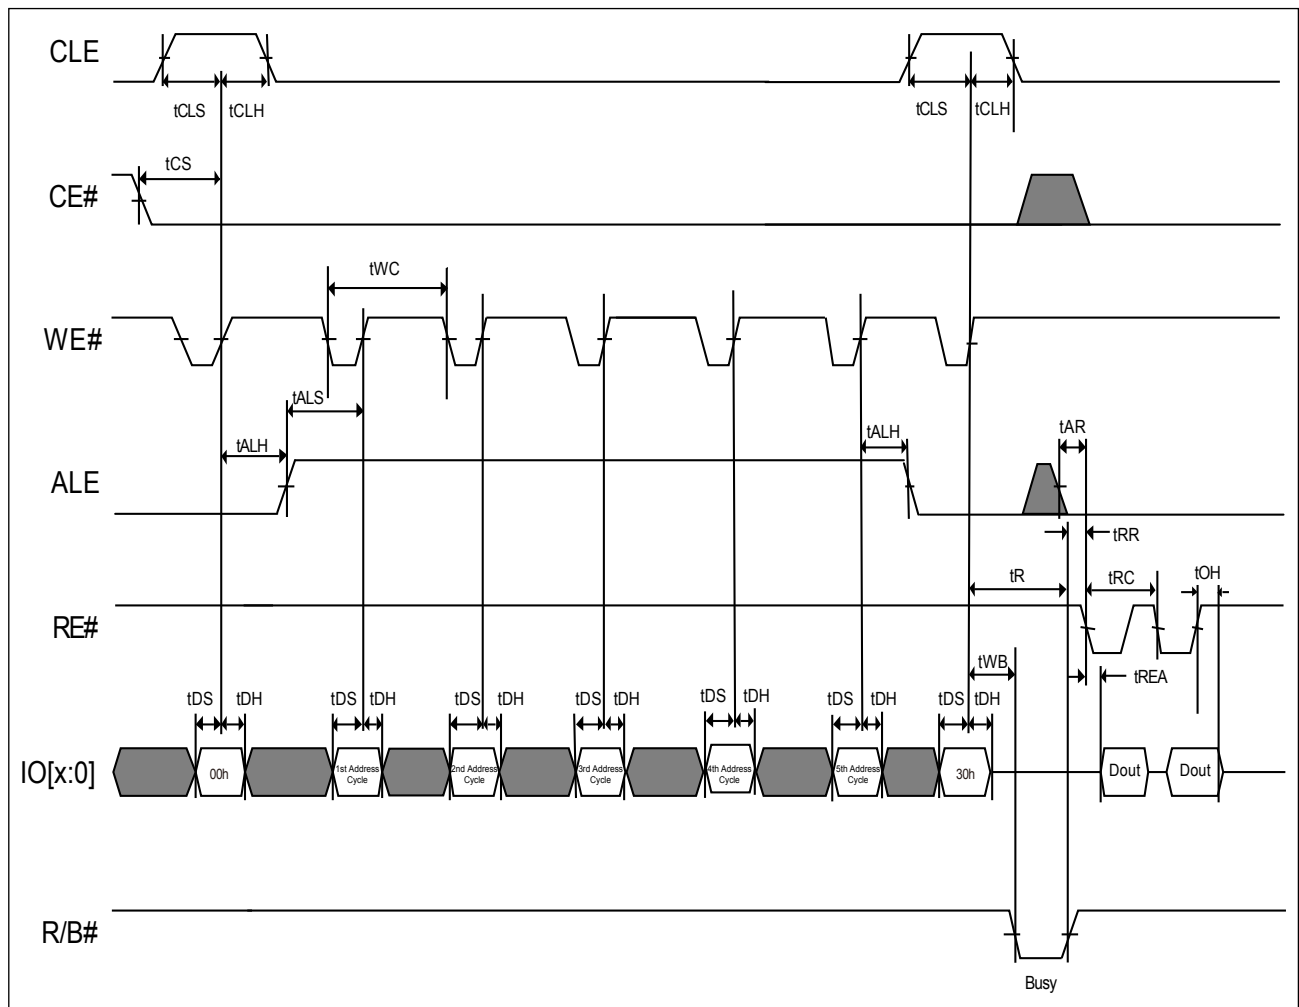 CLE
tCLS
tCLH
tCLS
tCLH
tCS
CE#
tWC
WE#
tALS
tALH
tALH
tAR
ALE
tRR
tR
tRC
tOH
RE#
tWB
tREA
tDS
tDH
tDS
tDH
tDS
tDH
tDS
tDH
tDS
tDH
tDS
tDH
tDS
tDH
IO[x:0]
00h
1st Address
Cycle
2nd Address
Cycle
3rd Address
Cycle
4th Address
Cycle
5th Address
Cycle
30h
Dout
Dout
R/B#
Busy